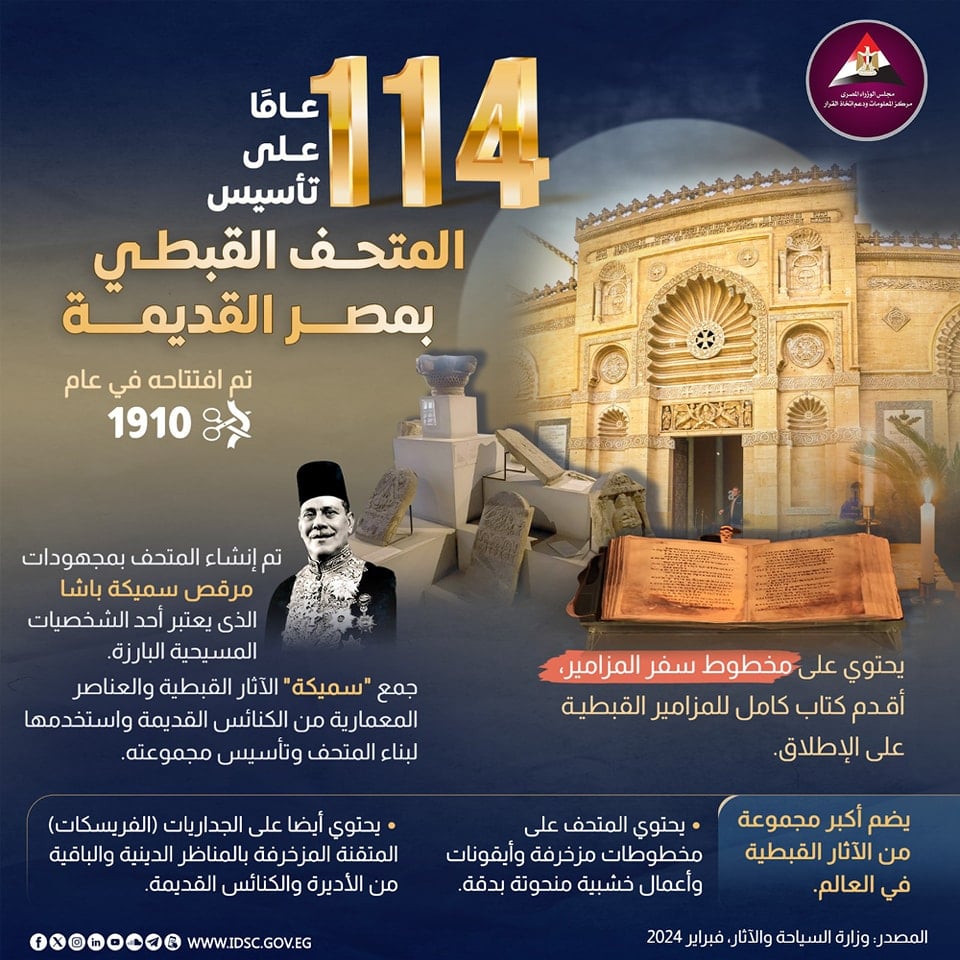 مجلس الوزراء المصرى
مركز المعلومات ودعم اتخاذ القرار
114
عـامًا
عـلى
تأسيس
المتحف القبطي
بمصر القديمة
تم افتتاحه في عام
1910
تم إنشاء المتحف بمجهودات
مرقص سميكة باشا
الذى يعتبر أحد الشخصيات
المسيحية البارزة.
جمع "سميكة" الآثار القبطية والعناصر
المعمارية من الكنائس القديمة واستخدمها
لبناء المتحف وتأسيس مجموعته.
يحتوي على مخطوط سفر المزامير،
أقدم كتاب كامل للمزامير القبطية
على الإطلاق.
يضم أكبر مجموعة
من الآثار القبطية
في العالم.
• يحتوي المتحف على
مخطوطات مزخرفة وأيقونات
وأعمال خشبية منحوتة بدقة.
• يحتوي أيضا على الجداريات (الفريسكات)
المتقنة المزخرفة بالمناظر الدينية والباقية
من الأديرة والكنائس القديمة.
المصدر: وزارة السياحة والآثار، فبراير 2024
WWW.IDSC.GOV.EG